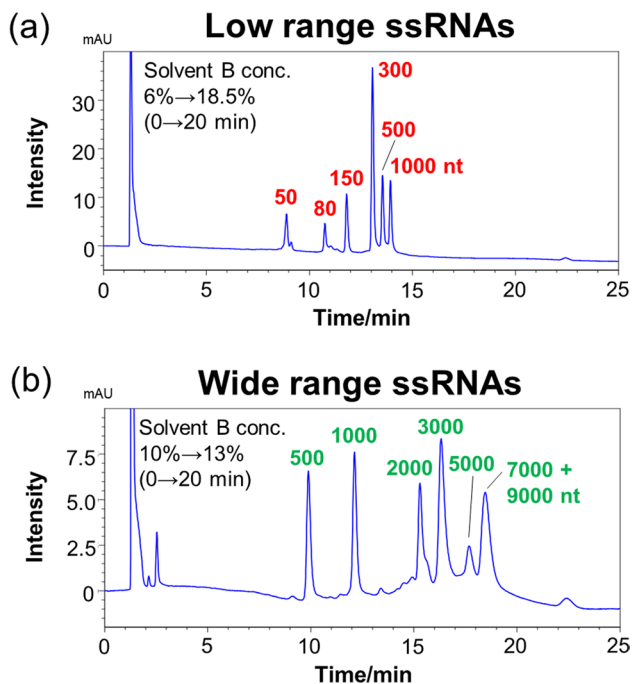 (a)
Low range ssRNAs
mAU
Solvent B conc.
6%→18.5%
(0→20 min)
300
500
1000 nt
150
50
80
30
20
10
0
Intensity
0
5
10
15
20
25
Time/min
(b)
Wide range ssRNAs
mAU
Solvent B conc.
10%→13%
(0→20 min)
3000
1000
500
2000
5000
7000 +
9000 nt
7.5
5.0
2.5
0
Intensity
0
5
10
15
20
25
Time/min